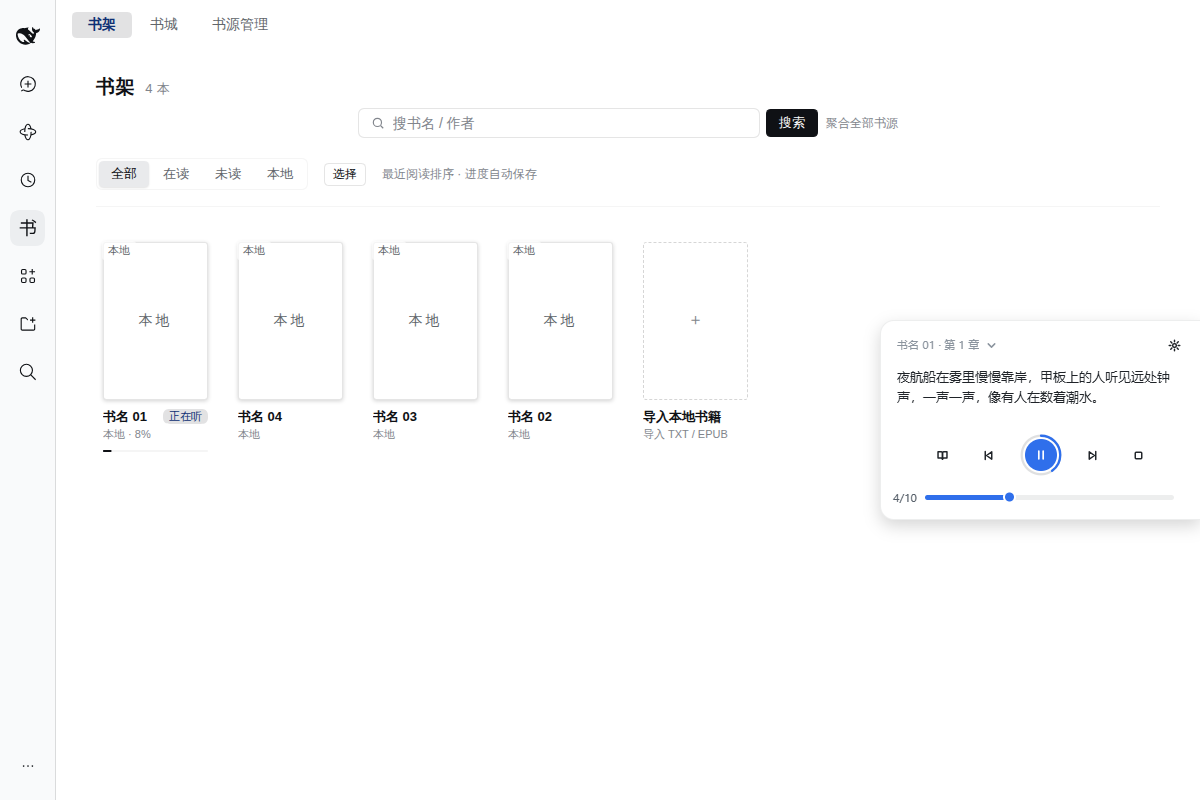 书架 书城 书源管理
书架 4 本
搜书名 / 作者 搜索 聚合全部书源
全部 在读 未读 本地 选择 最近阅读排序 · 进度自动保存
本地 本地 本地 本地
本地 本地 本地 本地 +
书名 01 正在听 书名 04 书名 03 书名 02 导入本地书籍
本地 · 8% 本地 本地 本地 导入 TXT / EPUB
书
书名 01 · 第 1 章
夜航船在雾里慢慢靠岸，甲板上的人听见远处钟
声，一声一声，像有人在数着潮水。
4/10
...